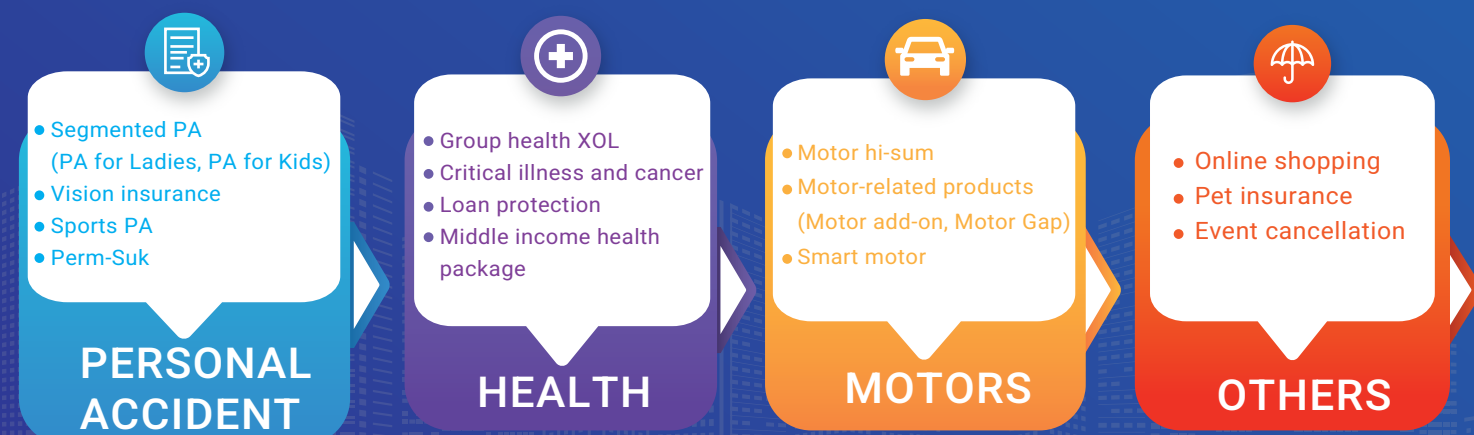 • Segmented PA
(PA for Ladies, PA for Kids)
• Vision insurance
• Sports PA
• Perm-Suk
PERSONAL
ACCIDENT
• Group health XOL
• Critical illness and cancer
• Loan protection
• Middle income health
package
HEALTH
• Motor hi-sum
• Motor-related products
(Motor add-on, Motor Gap)
• Smart motor
MOTORS
• Online shopping
• Pet insurance
• Event cancellation
OTHERS